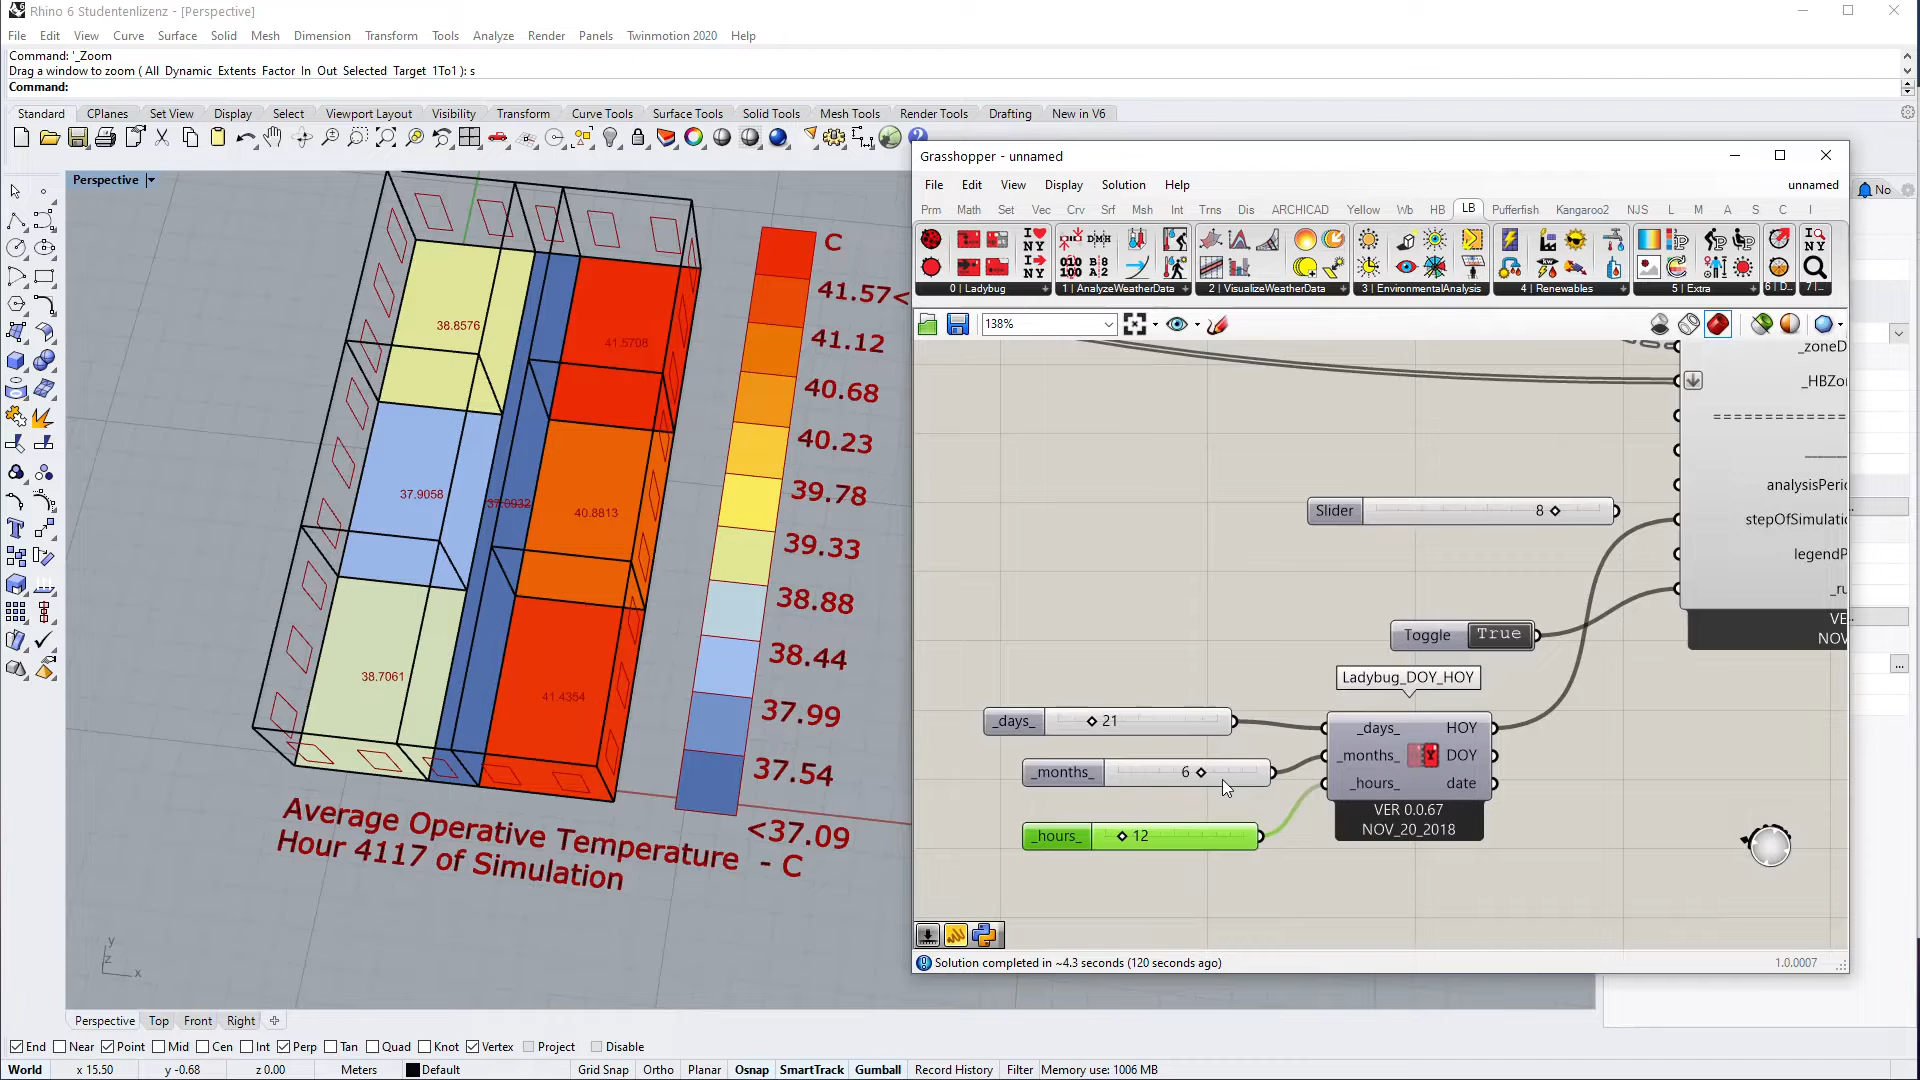 Rhino 6 Studentenlizenz - [Perspective]
File Edit View Curve Surface Solid Mesh Dimension Transform Tools Analyze Render Panels Twinmotion 2020 Help
Command: '_Zoom
Drag a window to zoom ( All Dynamic Extents Factor In Out Selected Target 1To1 ): s
Command:
Standard CPlanes Set View Display Select Viewport Layout Visibility Transform Curve Tools Surface Tools Solid Tools Mesh Tools Render Tools Drafting New in V6
Perspective
No
Grasshopper - unnamed
File Edit View Display Solution Help
unnamed
Prm Math Set Vec Crv Srf Msh Int Trns Dis ARCHICAD Yellow Wb HB LB Pufferfish Kangaroo2 NJS L M A S C I
0 | Ladybug 1 | AnalyzeWeatherData 2 | VisualizeWeatherData 3 | EnvironmentalAnalysis 4 | Renewables 5 | Extra 6 | D... 7 |...
138%
C
41.57<
41.12
40.68
40.23
39.78
39.33
38.88
38.44
37.99
37.54
<37.09
38.8576
41.5708
37.9058
37.0932
40.8813
38.7061
41.4354
Average Operative Temperature - C
Hour 4117 of Simulation
_zoneD
_HBZon
==============
analysisPeric
stepOfSimulatic
legendP
_ru
VE
NOV
Slider 8
Toggle True
Ladybug_DOY_HOY
_days_ 21
_months_ 6
_hours_ 12
_days_ HOY
_months_ DOY
_hours_ date
VER 0.0.67
NOV_20_2018
Solution completed in ~4.3 seconds (120 seconds ago)
1.0.0007
y
z
x
Perspective Top Front Right
End Near Point Mid Cen Int Perp Tan Quad Knot Vertex Project Disable
World x 15.50 y -0.68 z 0.00 Meters Default Grid Snap Ortho Planar Osnap SmartTrack Gumball Record History Filter Memory use: 1006 MB